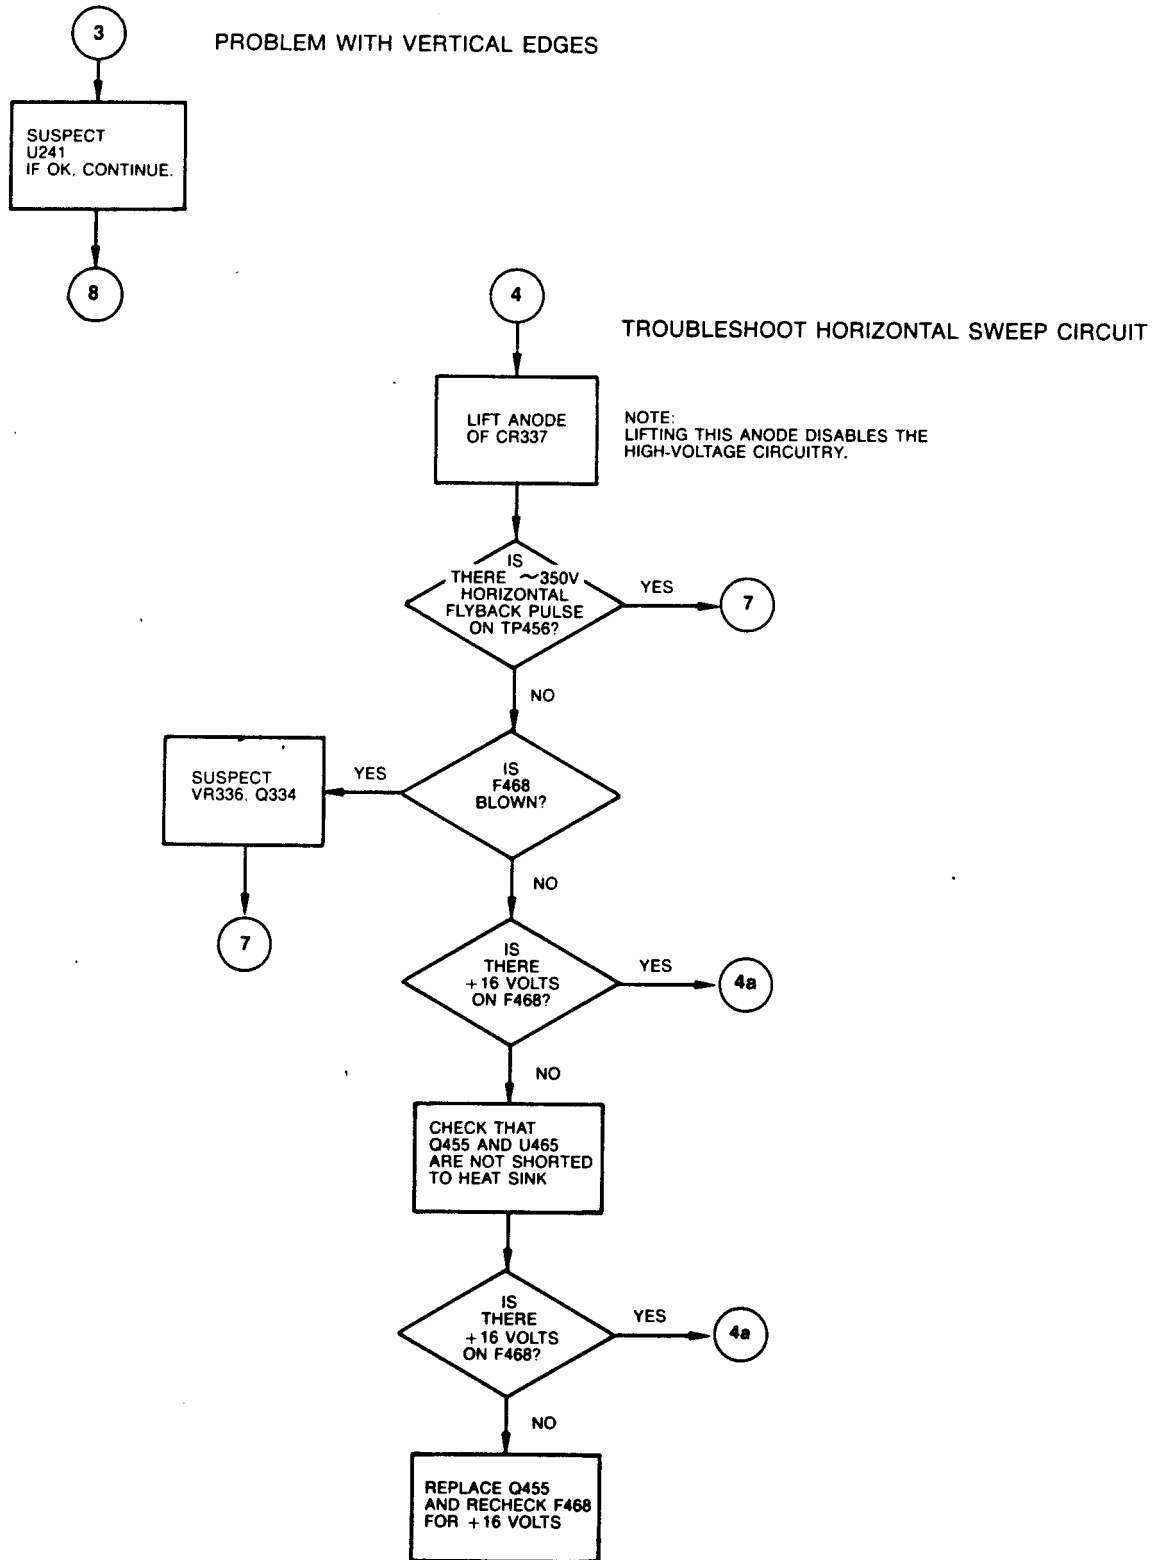 3
PROBLEM WITH VERTICAL EDGES
SUSPECT
U241
IF OK, CONTINUE.
8
4
TROUBLESHOOT HORIZONTAL SWEEP CIRCUIT
LIFT ANODE
OF CR337
NOTE:
LIFTING THIS ANODE DISABLES THE
HIGH-VOLTAGE CIRCUITRY.
IS
THERE ~350V
HORIZONTAL
FLYBACK PULSE
ON TP456?
YES
7
NO
IS
F468
BLOWN?
YES
SUSPECT
VR336, Q334
7
NO
IS
THERE
+16 VOLTS
ON F468?
YES
4a
NO
CHECK THAT
Q455 AND U465
ARE NOT SHORTED
TO HEAT SINK
IS
THERE
+16 VOLTS
ON F468?
YES
4a
NO
REPLACE Q455
AND RECHECK F468
FOR +16 VOLTS